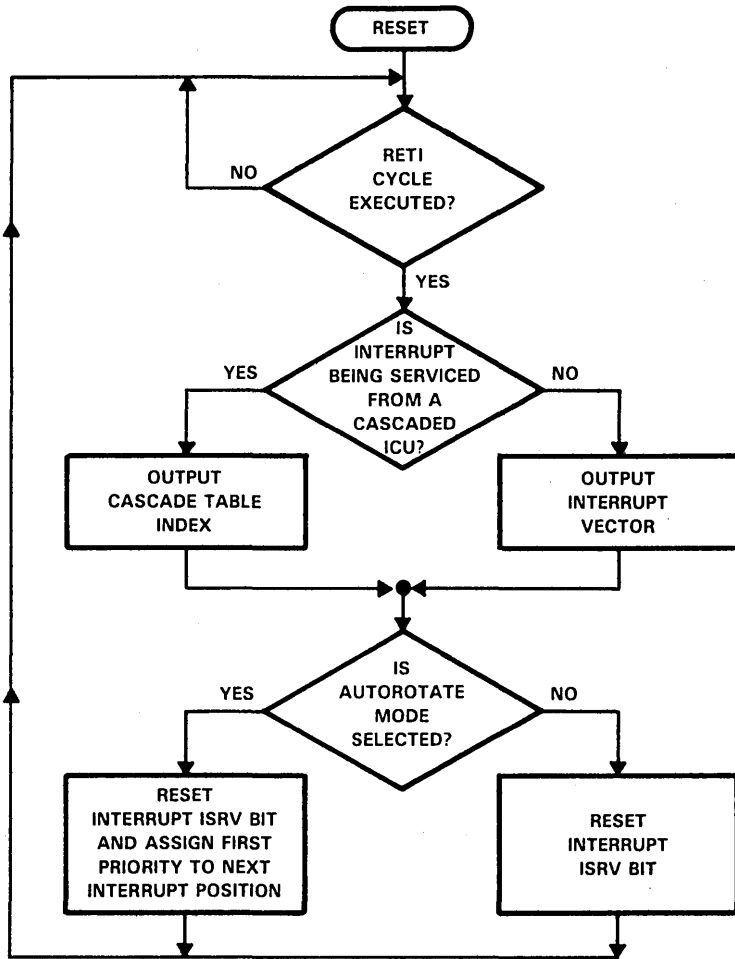 RESET
RETI
CYCLE
EXECUTED?
NO
YES
IS
INTERRUPT
BEING SERVICED
FROM A
CASCADED
ICU?
YES
NO
OUTPUT
CASCADE TABLE
INDEX
OUTPUT
INTERRUPT
VECTOR
IS
AUTOROTATE
MODE
SELECTED?
YES
NO
RESET
INTERRUPT ISRV BIT
AND ASSIGN FIRST
PRIORITY TO NEXT
INTERRUPT POSITION
RESET
INTERRUPT
ISRV BIT